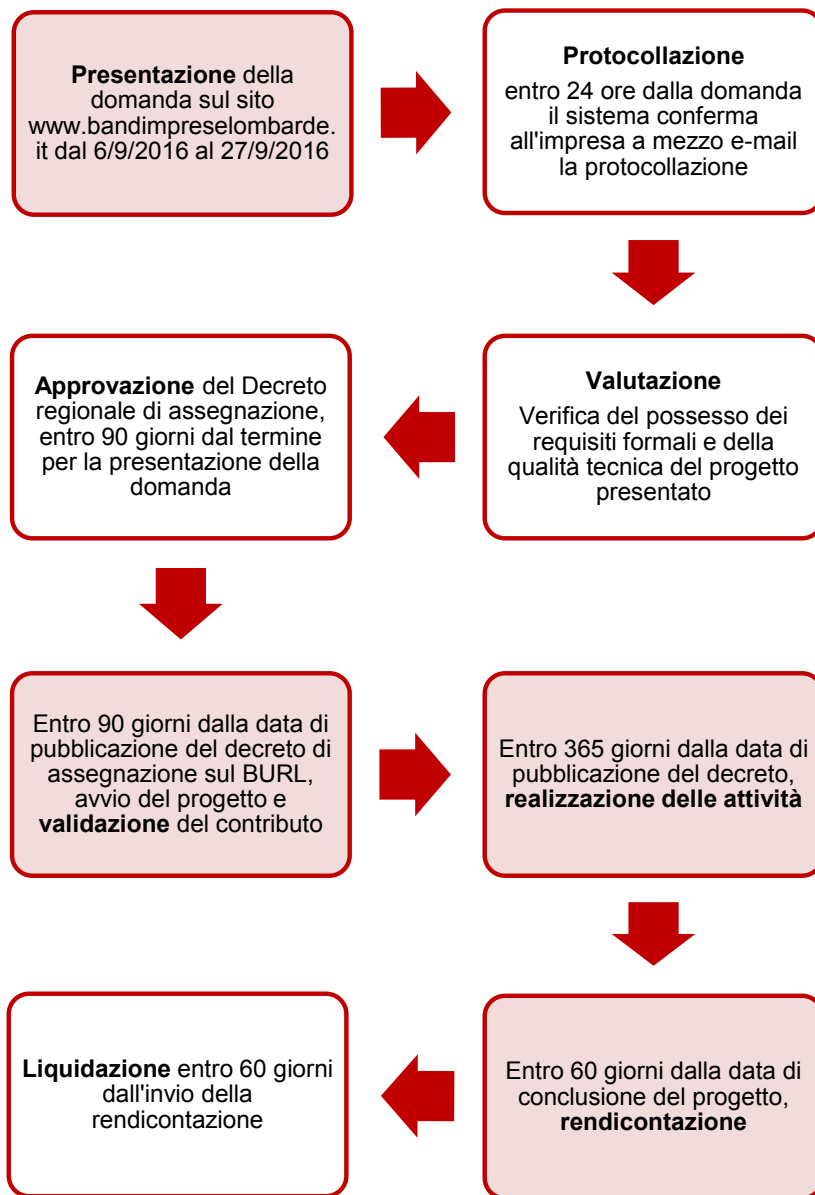 Presentazione della
domanda sul sito
www.bandimpreselombarde.
it dal 6/9/2016 al 27/9/2016
Protocollazione
entro 24 ore dalla domanda
il sistema conferma
all'impresa a mezzo e-mail
la protocollazione
Valutazione
Verifica del possesso dei
requisiti formali e della
qualità tecnica del progetto
presentato
Approvazione del Decreto
regionale di assegnazione,
entro 90 giorni dal termine
per la presentazione della
domanda
Entro 90 giorni dalla data di
pubblicazione del decreto di
assegnazione sul BURL,
avvio del progetto e
validazione del contributo
Entro 365 giorni dalla data di
pubblicazione del decreto,
realizzazione delle attività
Entro 60 giorni dalla data di
conclusione del progetto,
rendicontazione
Liquidazione entro 60 giorni
dall'invio della
rendicontazione